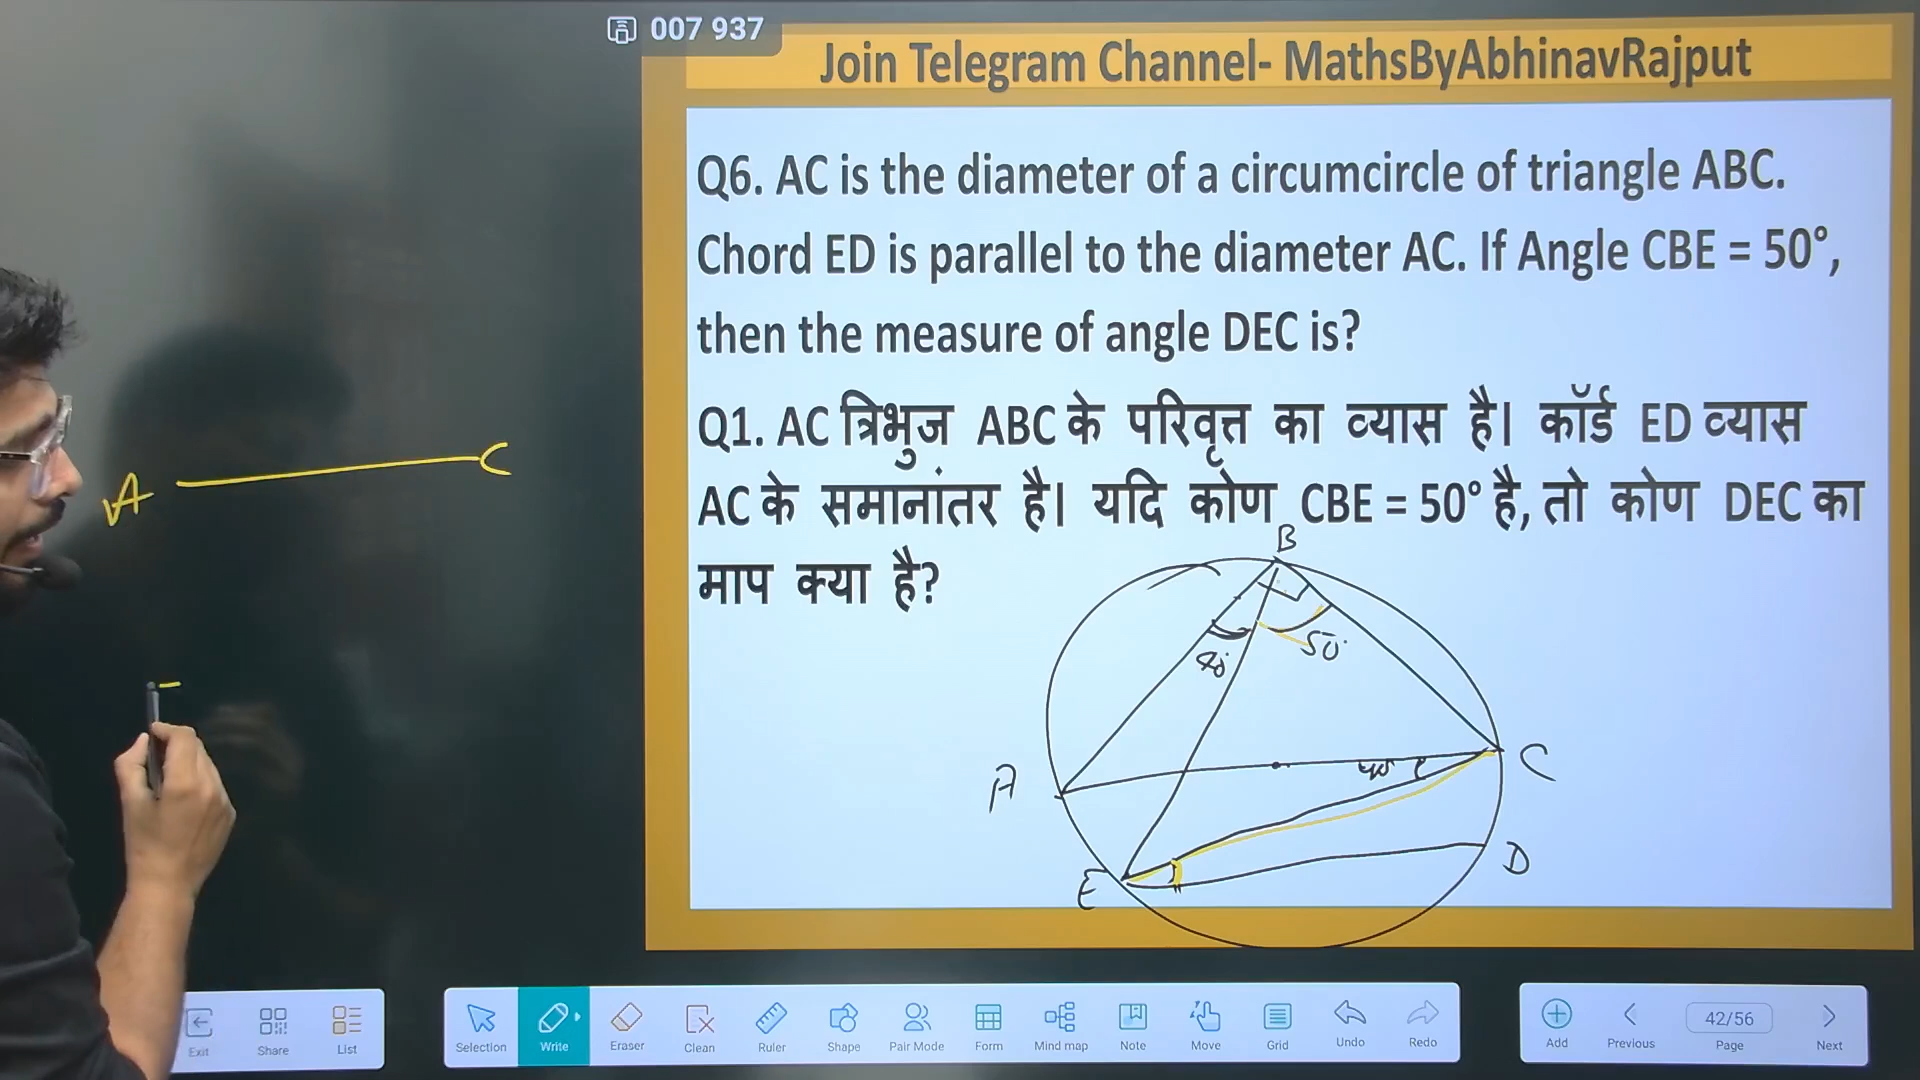 007 937
Join Telegram Channel- MathsByAbhinavRajput
Q6. AC is the diameter of a circumcircle of triangle ABC.
Chord ED is parallel to the diameter AC. If Angle CBE = 50°,
then the measure of angle DEC is?
Q1. AC त्रिभुज ABC के परिवृत्त का व्यास है। कॉर्ड ED व्यास
AC के समानांतर है। यदि कोण CBE = 50° है, तो कोण DEC का
माप क्या है?
B
40°
50°
A
40°
C
E
D
A
C
Exit
Share
List
Selection
Write
Eraser
Clean
Ruler
Shape
Pair Mode
Form
Mind map
Note
Move
Grid
Undo
Redo
Add
Previous
42/56
Page
Next